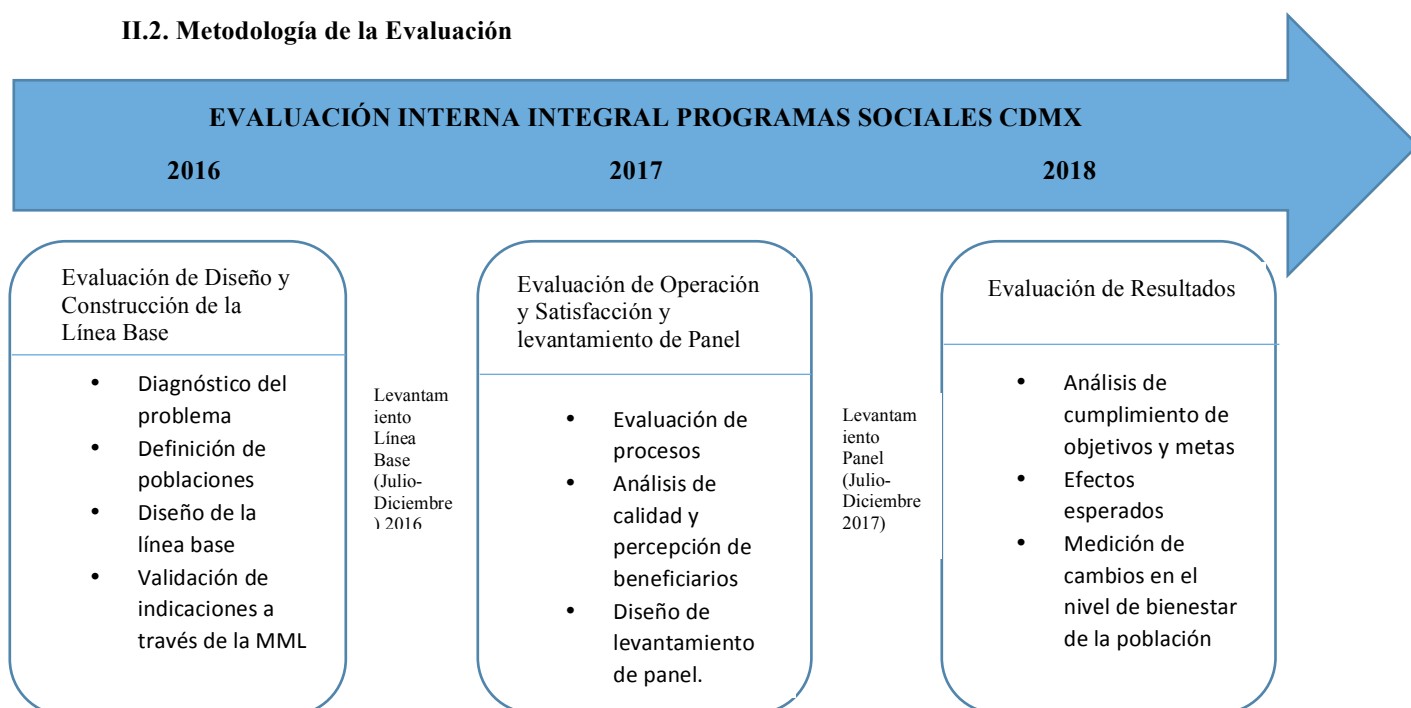 II.2. Metodología de la Evaluación
EVALUACIÓN INTERNA INTEGRAL PROGRAMAS SOCIALES CDMX
2016 2017 2018
Evaluación de Diseño y
Construcción de la
Línea Base
• Diagnóstico del
problema
• Definición de
poblaciones
• Diseño de la
línea base
• Validación de
indicaciones a
través de la MML
Levantam
iento
Línea
Base
(Julio-
Diciembre
) 2016
Evaluación de Operación
y Satisfacción y
levantamiento de Panel
• Evaluación de
procesos
• Análisis de
calidad y
percepción de
beneficiarios
• Diseño de
levantamiento
de panel.
Levantam
iento
Panel
(Julio-
Diciembre
2017)
Evaluación de Resultados
• Análisis de
cumplimiento de
objetivos y metas
• Efectos
esperados
• Medición de
cambios en el
nivel de bienestar
de la población